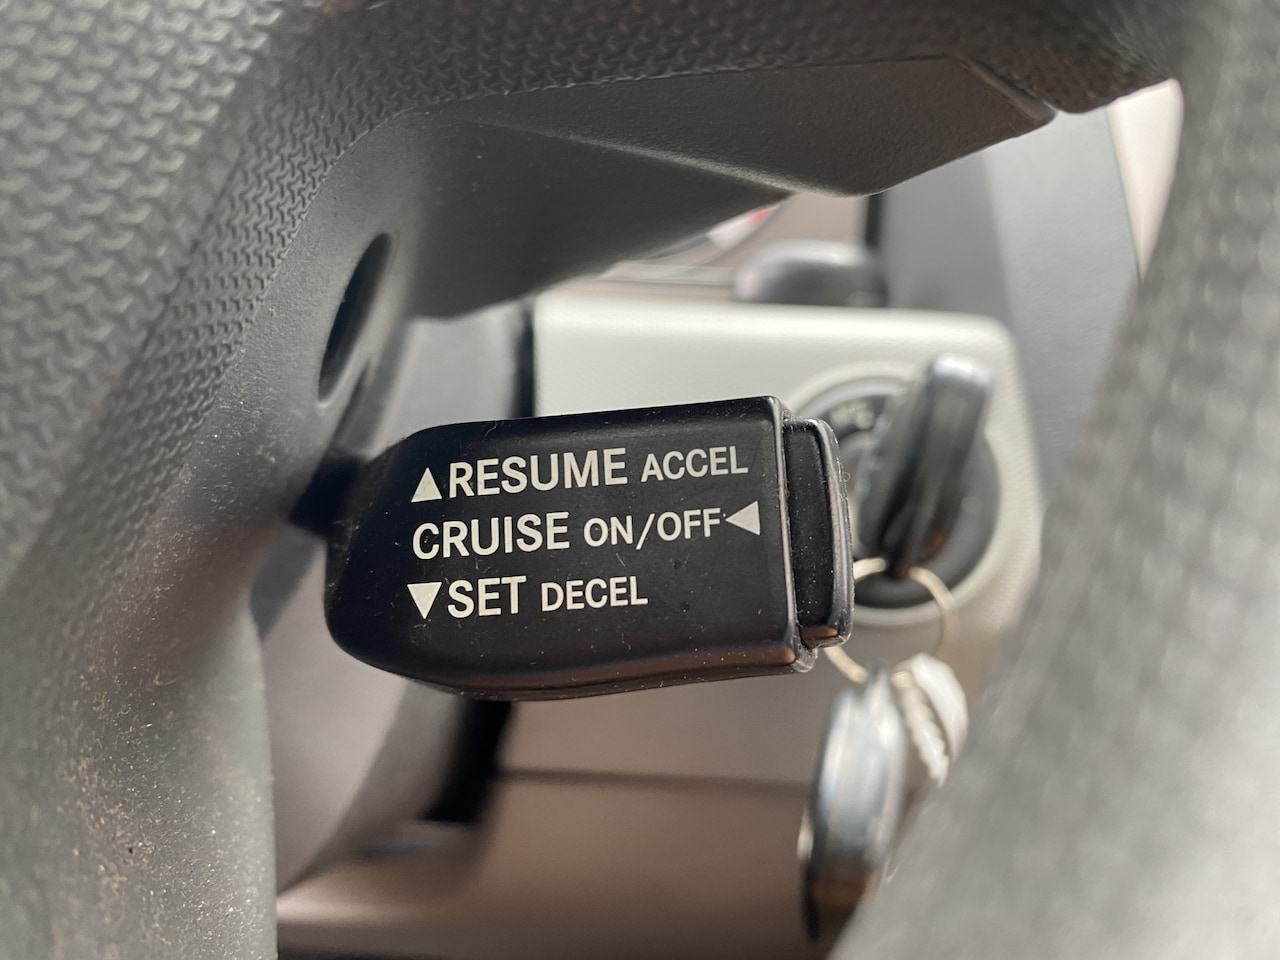 ▲RESUME ACCEL
CRUISE ON/OFF◀
▼SET DECEL